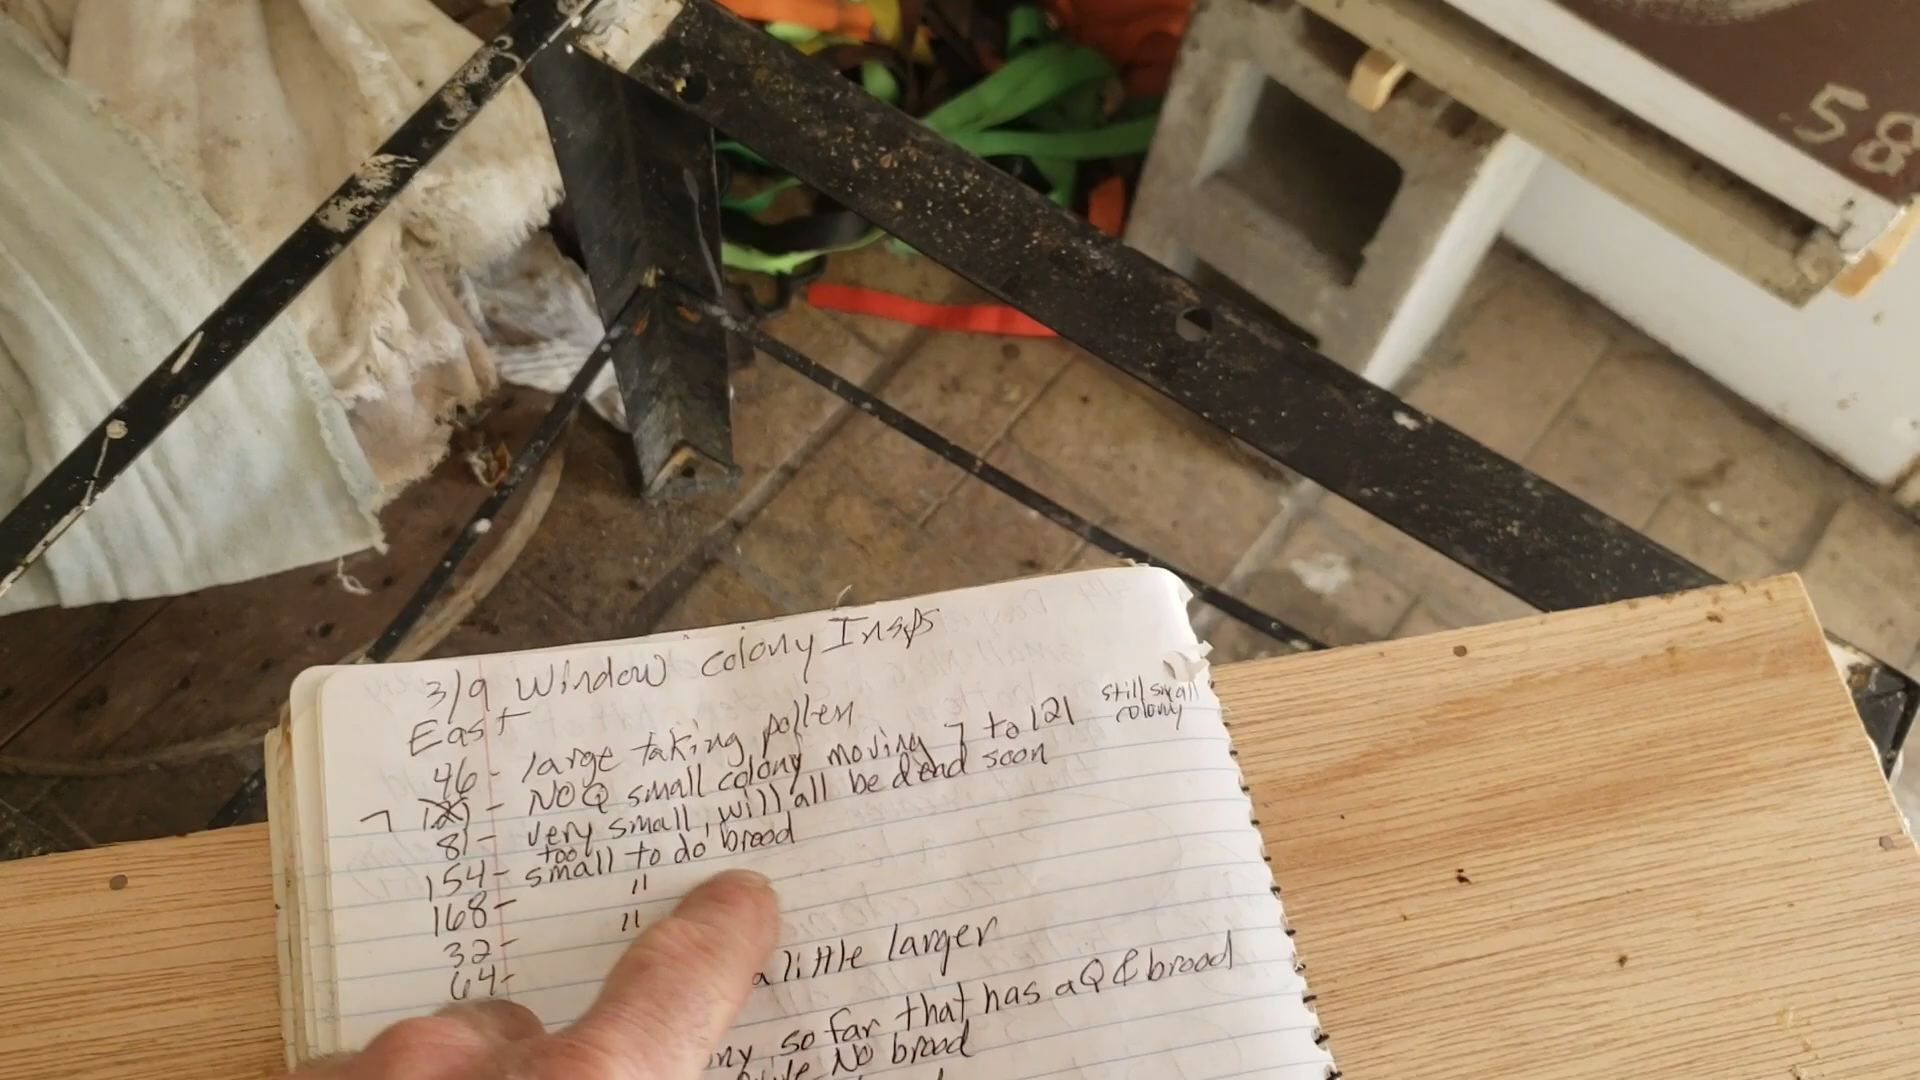 58
3/9 Window colony Insps
East
46- large taking pollen
7 121 - NO Q small colony moving 7 to 121 still small colony
81- very small, will all be dead soon
154- too small to do brood
168- "
32- "
64- a little larger
so far that has a Q & brood
No brood